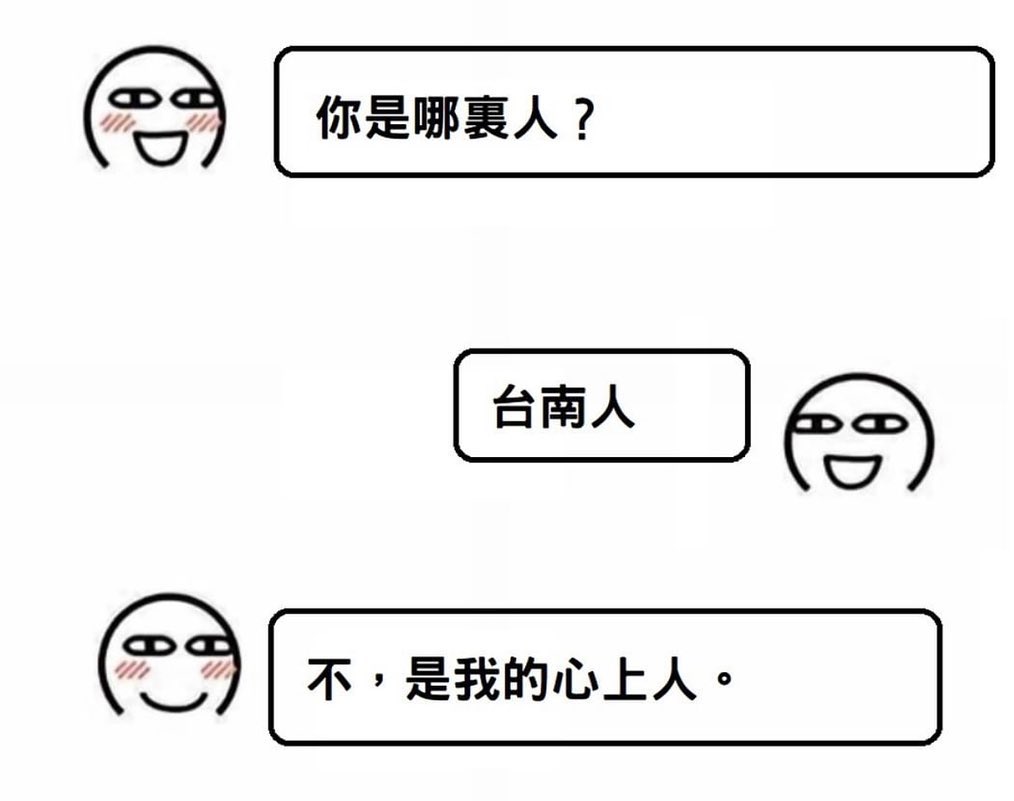 你是哪裏人？
台南人
不，是我的心上人。